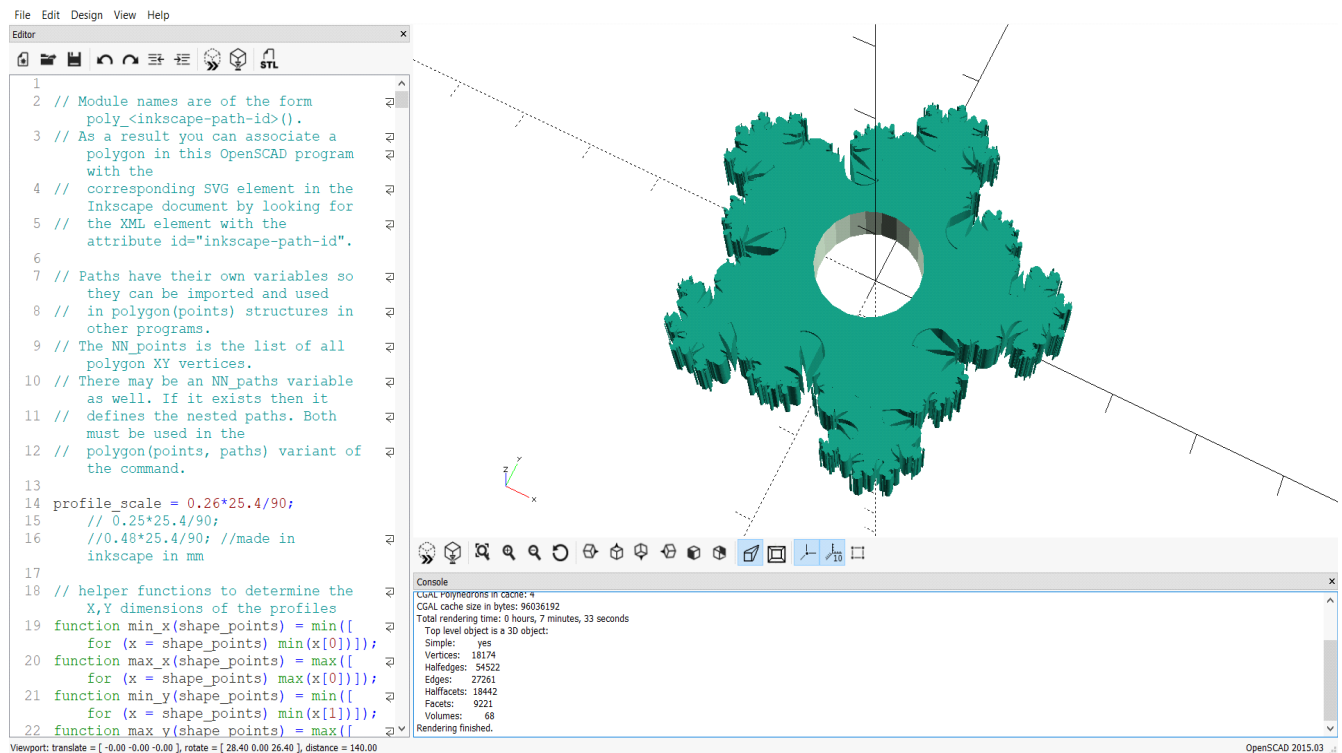 File Edit Design View Help
Editor
STL
1
2 // Module names are of the form
poly_<inkscape-path-id>().
3 // As a result you can associate a
polygon in this OpenSCAD program
with the
4 //  corresponding SVG element in the
Inkscape document by looking for
5 //  the XML element with the
attribute id="inkscape-path-id".
6
7 // Paths have their own variables so
they can be imported and used
8 //  in polygon(points) structures in
other programs.
9 // The NN_points is the list of all
polygon XY vertices.
10 // There may be an NN_paths variable
as well. If it exists then it
11 //  defines the nested paths. Both
must be used in the
12 //  polygon(points, paths) variant of
the command.
13
14 profile_scale = 0.26*25.4/90;
15 // 0.25*25.4/90;
16 //0.48*25.4/90; //made in
inkscape in mm
17
18 // helper functions to determine the
X,Y dimensions of the profiles
19 function min_x(shape_points) = min([
for (x = shape_points) min(x[0])]);
20 function max_x(shape_points) = max([
for (x = shape_points) max(x[0])]);
21 function min_y(shape_points) = min([
for (x = shape_points) min(x[1])]);
22 function max_y(shape_points) = max([
z
y
x
10
Console
CGAL Polyhedrons in cache: 4
CGAL cache size in bytes: 96036192
Total rendering time: 0 hours, 7 minutes, 33 seconds
Top level object is a 3D object:
Simple: yes
Vertices: 18174
Halfedges: 54522
Edges: 27261
Halffacets: 18442
Facets: 9221
Volumes: 68
Rendering finished.
Viewport: translate = [ -0.00 -0.00 -0.00 ], rotate = [ 28.40 0.00 26.40 ], distance = 140.00
OpenSCAD 2015.03